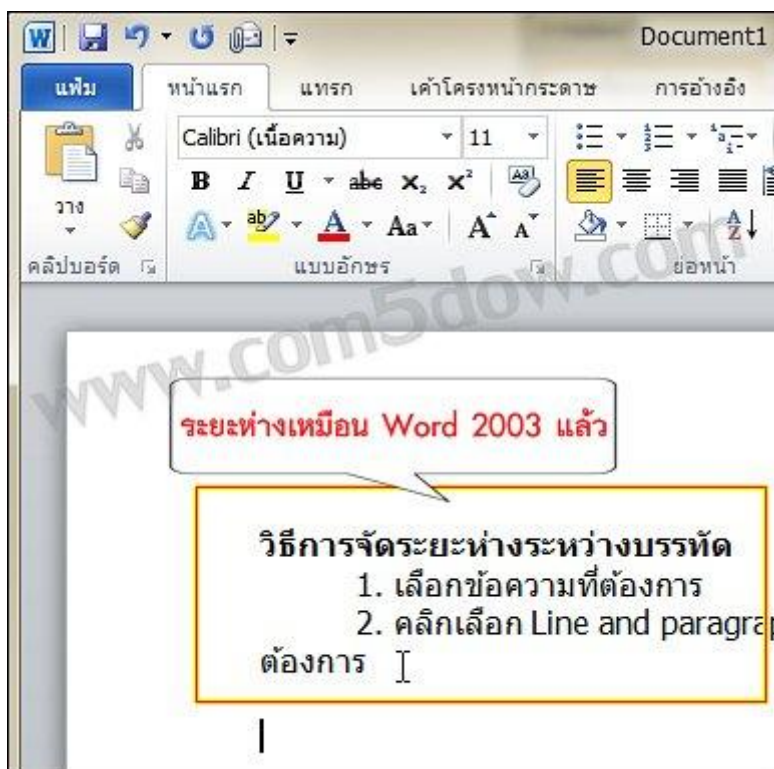 Document1
แฟ้ม หน้าแรก แทรก เค้าโครงหน้ากระดาษ การอ้างอิง
Calibri (เนื้อความ) 11
B I U abc x₂ x² Aa
วาง
ab A Aa A A A Z
คลิปบอร์ด แบบอักษร ย่อหน้า
www.com5dow.com
ระยะห่างเหมือน Word 2003 แล้ว
วิธีการจัดระยะห่างระหว่างบรรทัด
1. เลือกข้อความที่ต้องการ
2. คลิกเลือก Line and paragrap
ต้องการ